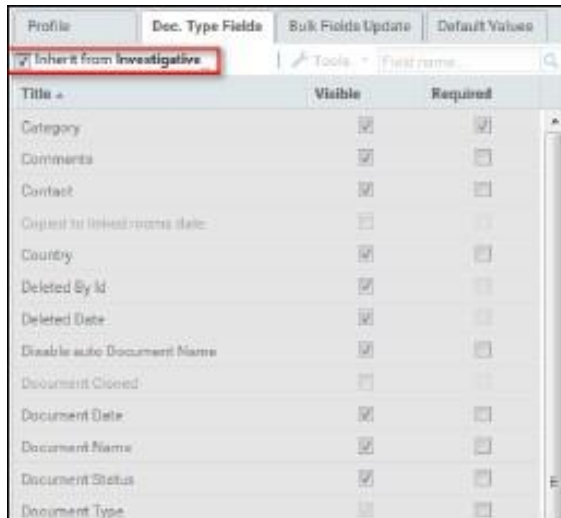 Profile Doc. Type Fields Bulk Fields Update Default Values
Inherit from Investigative Tools Field name
Title Visible Required
Category
Comments
Contact
Copied to linked rooms date
Country
Deleted By Id
Deleted Date
Disable auto Document Name
Document Cloned
Document Date
Document Name
Document Status
Document Type